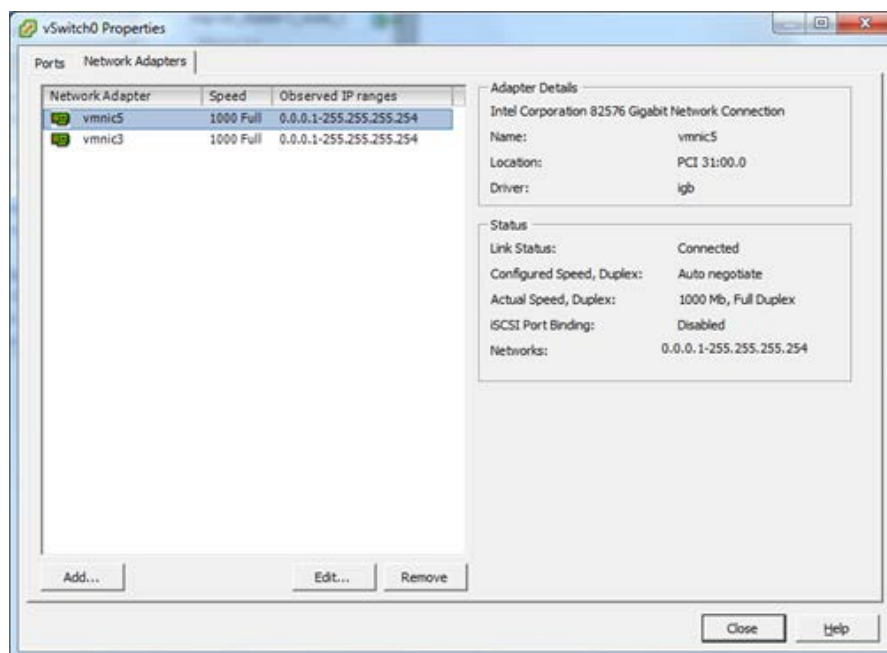 vSwitch0 Properties
Ports Network Adapters
Network Adapter Speed Observed IP ranges
vmnic5 1000 Full 0.0.0.1-255.255.255.254
vmnic3 1000 Full 0.0.0.1-255.255.255.254
Add... Edit... Remove
Adapter Details
Intel Corporation 82576 Gigabit Network Connection
Name: vmnic5
Location: PCI 31:00.0
Driver: igb
Status
Link Status: Connected
Configured Speed, Duplex: Auto negotiate
Actual Speed, Duplex: 1000 Mb, Full Duplex
iSCSI Port Binding: Disabled
Networks: 0.0.0.1-255.255.255.254
Close Help